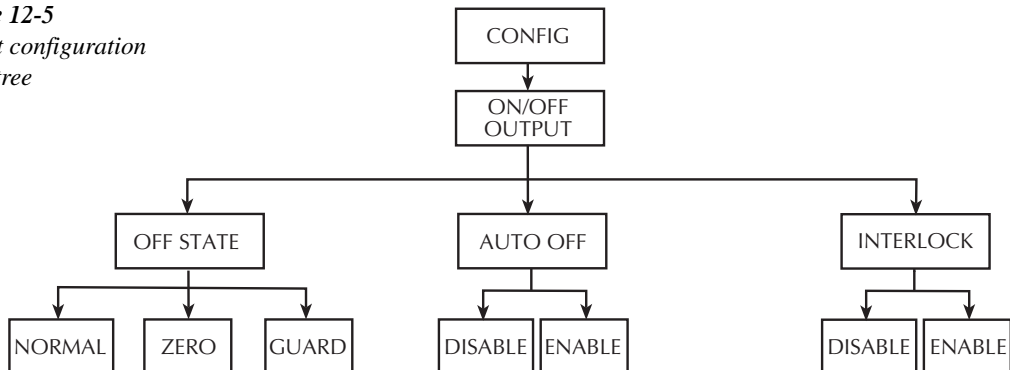 12-5
configuration
CONFIG
ON/OFF
OUTPUT
OFF STATE
AUTO OFF
INTERLOCK
NORMAL
ZERO
GUARD
DISABLE
ENABLE
DISABLE
ENABLE